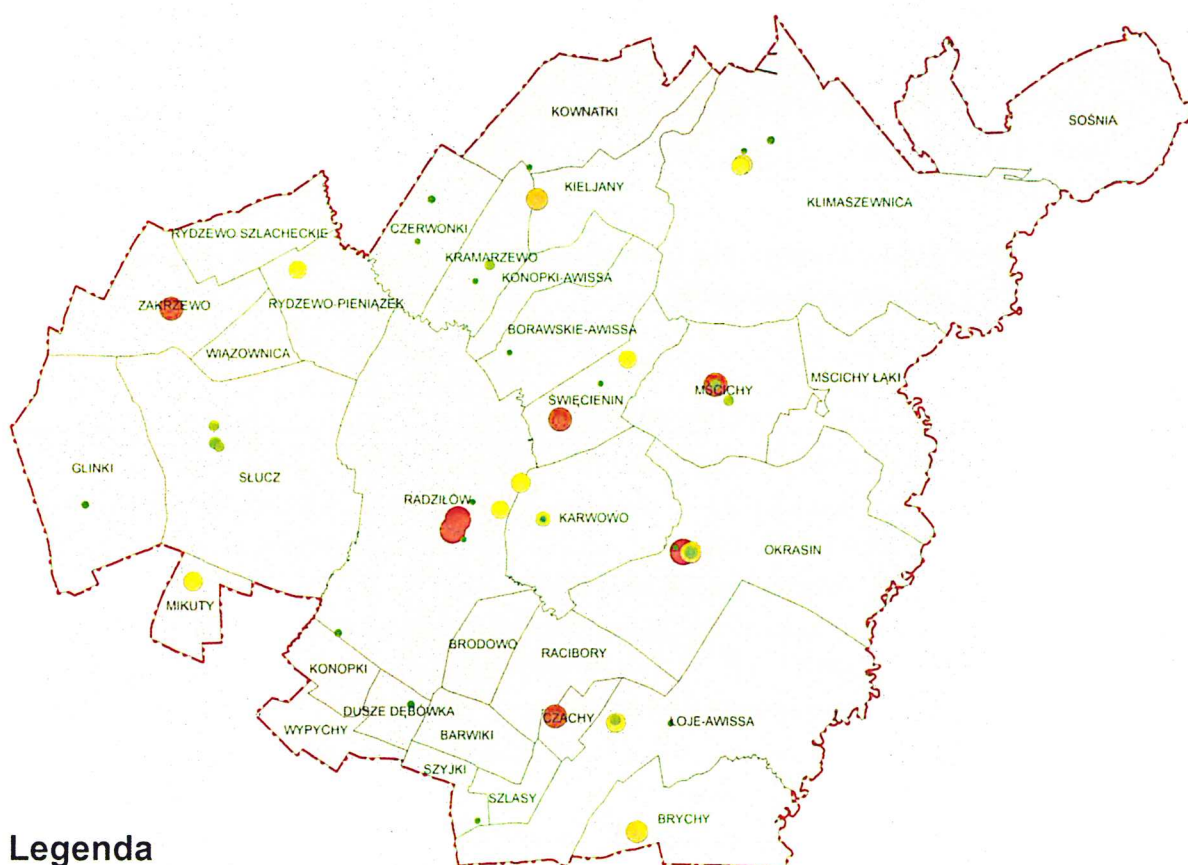 KOWNATKI
SOŚNIA
KIELJANY
KLIMASZEWNICA
RYDZEWO SZLACHECKIE
CZERWONKI
KRAMARZEWO
KONOPKI-AWISSA
ZAKRZEWO
RYDZEWO-PIENIĄŻEK
BORAWSKIE-AWISSA
WIĄZOWNICA
MŚCICHY ŁĄKI
MŚCICHY
ŚWIĘCIENIN
GLINKI
SŁUCZ
RADZIŁÓW
KARWOWO
OKRASIN
MIKUTY
BRODOWO
RACIBORY
KONOPKI
DUSZE DĘBÓWKA
CZACHY
ŁOJE-AWISSA
WYPYCHY
BARWIKI
SZYJKI
SZLASY
BRYCHY
Legenda